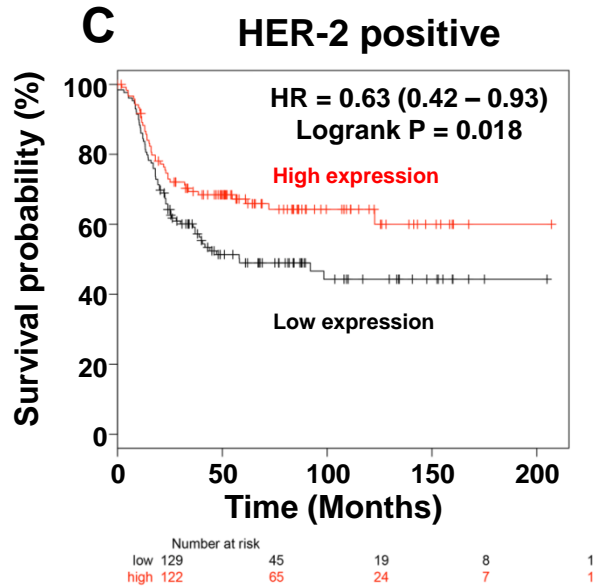 C
HER-2 positive
Survival probability (%)
100
80
60
40
20
0
HR = 0.63 (0.42 – 0.93)
Logrank P = 0.018
High expression
Low expression
0 50 100 150 200
Time (Months)
Number at risk
low 129 45 19 8 1
high 122 65 24 7 1